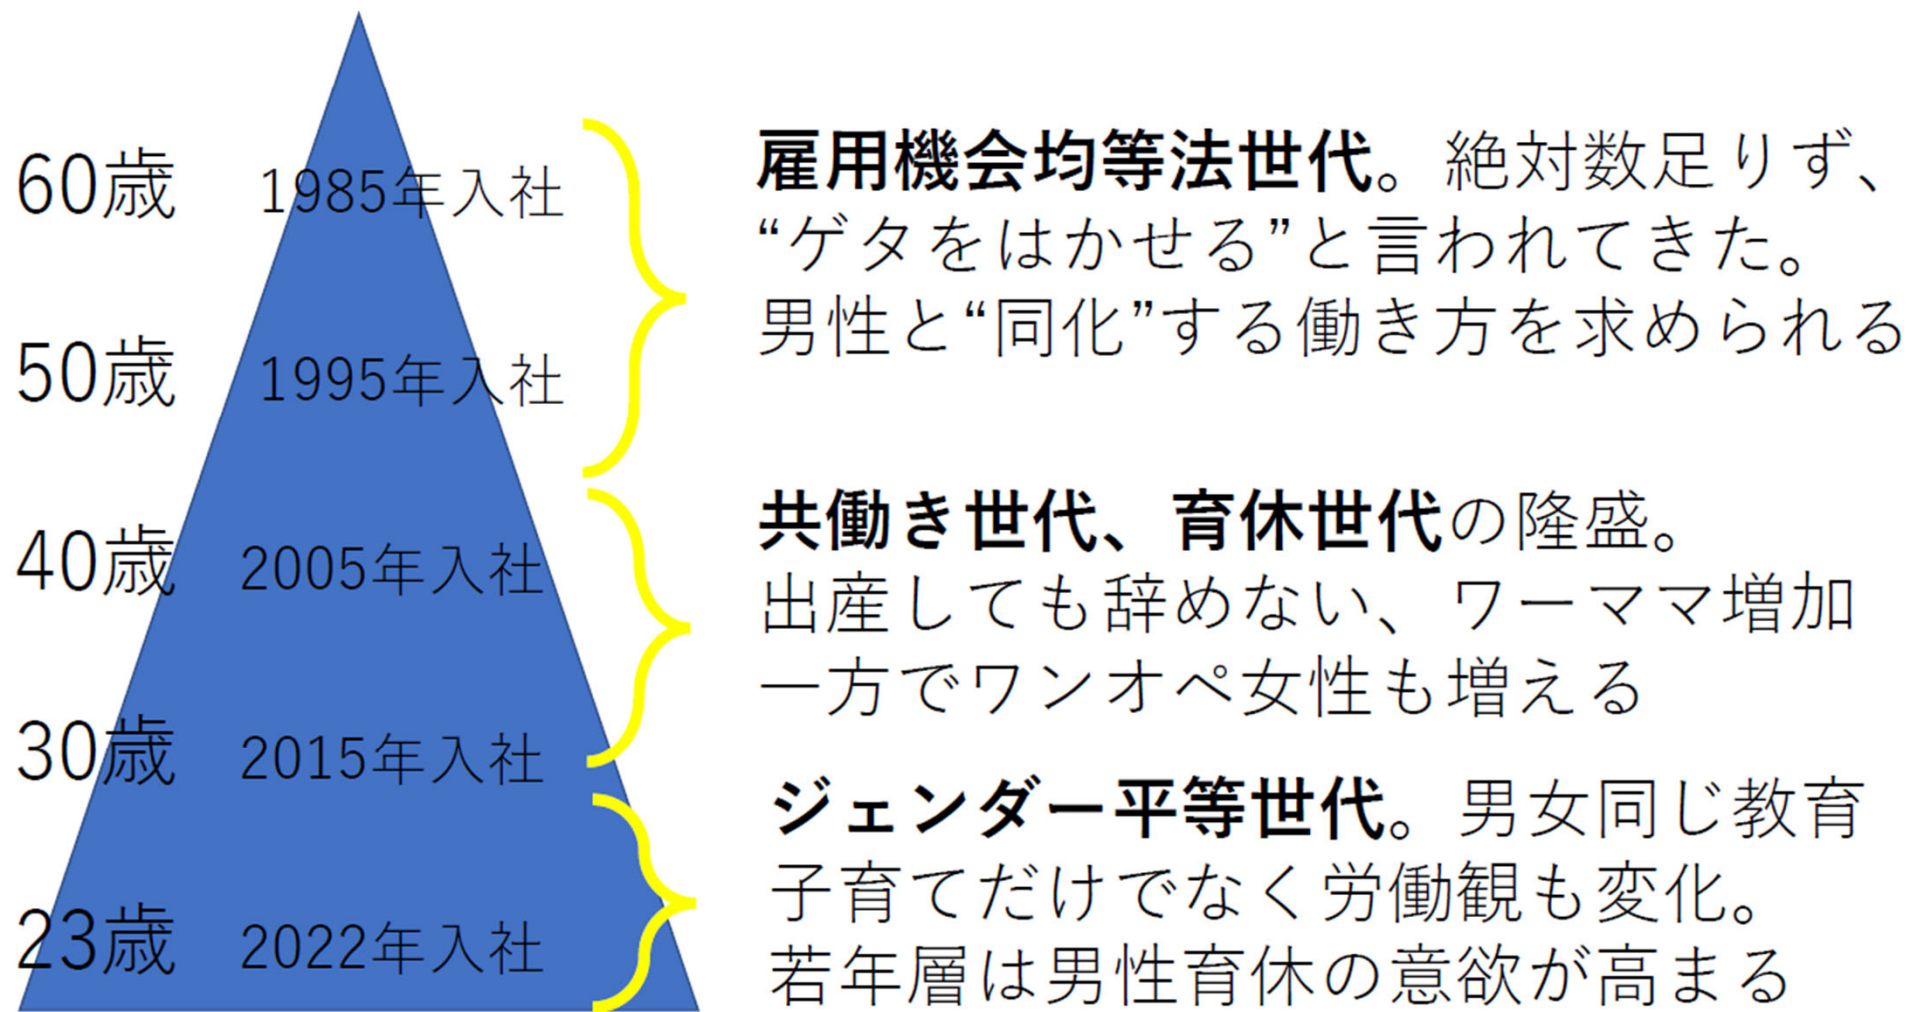 60歳 1985年入社
50歳 1995年入社
雇用機会均等法世代。絶対数足りず、
“ゲタをはかせる”と言われてきた。
男性と“同化”する働き方を求められる
40歳 2005年入社
30歳 2015年入社
共働き世代、育休世代の隆盛。
出産しても辞めない、ワーママ増加
一方でワンオペ女性も増える
23歳 2022年入社
ジェンダー平等世代。男女同じ教育
子育てだけでなく労働観も変化。
若年層は男性育休の意欲が高まる